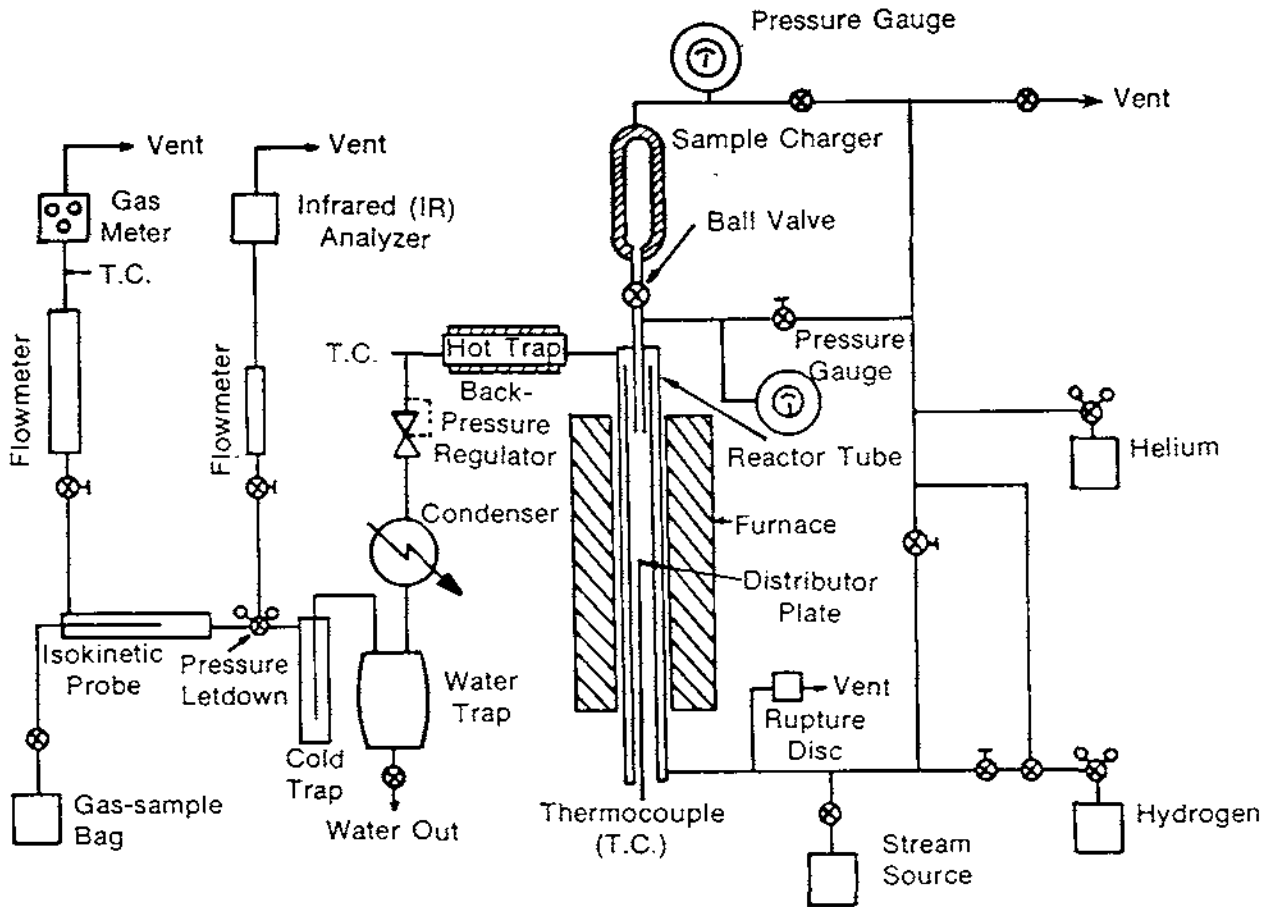 Pressure Gauge
Vent
Sample Charger
Vent
Vent
Gas
Meter
Infrared (IR)
Analyzer
Ball Valve
T.C.
Flowmeter
Flowmeter
T.C.
Hot Trap
Back-
Pressure
Regulator
Pressure
Gauge
Reactor Tube
Helium
Condenser
Furnace
Distributor
Plate
Isokinetic
Probe
Pressure
Letdown
Water
Trap
Vent
Rupture
Disc
Cold
Trap
Gas-sample
Bag
Water Out
Thermocouple
(T.C.)
Stream
Source
Hydrogen